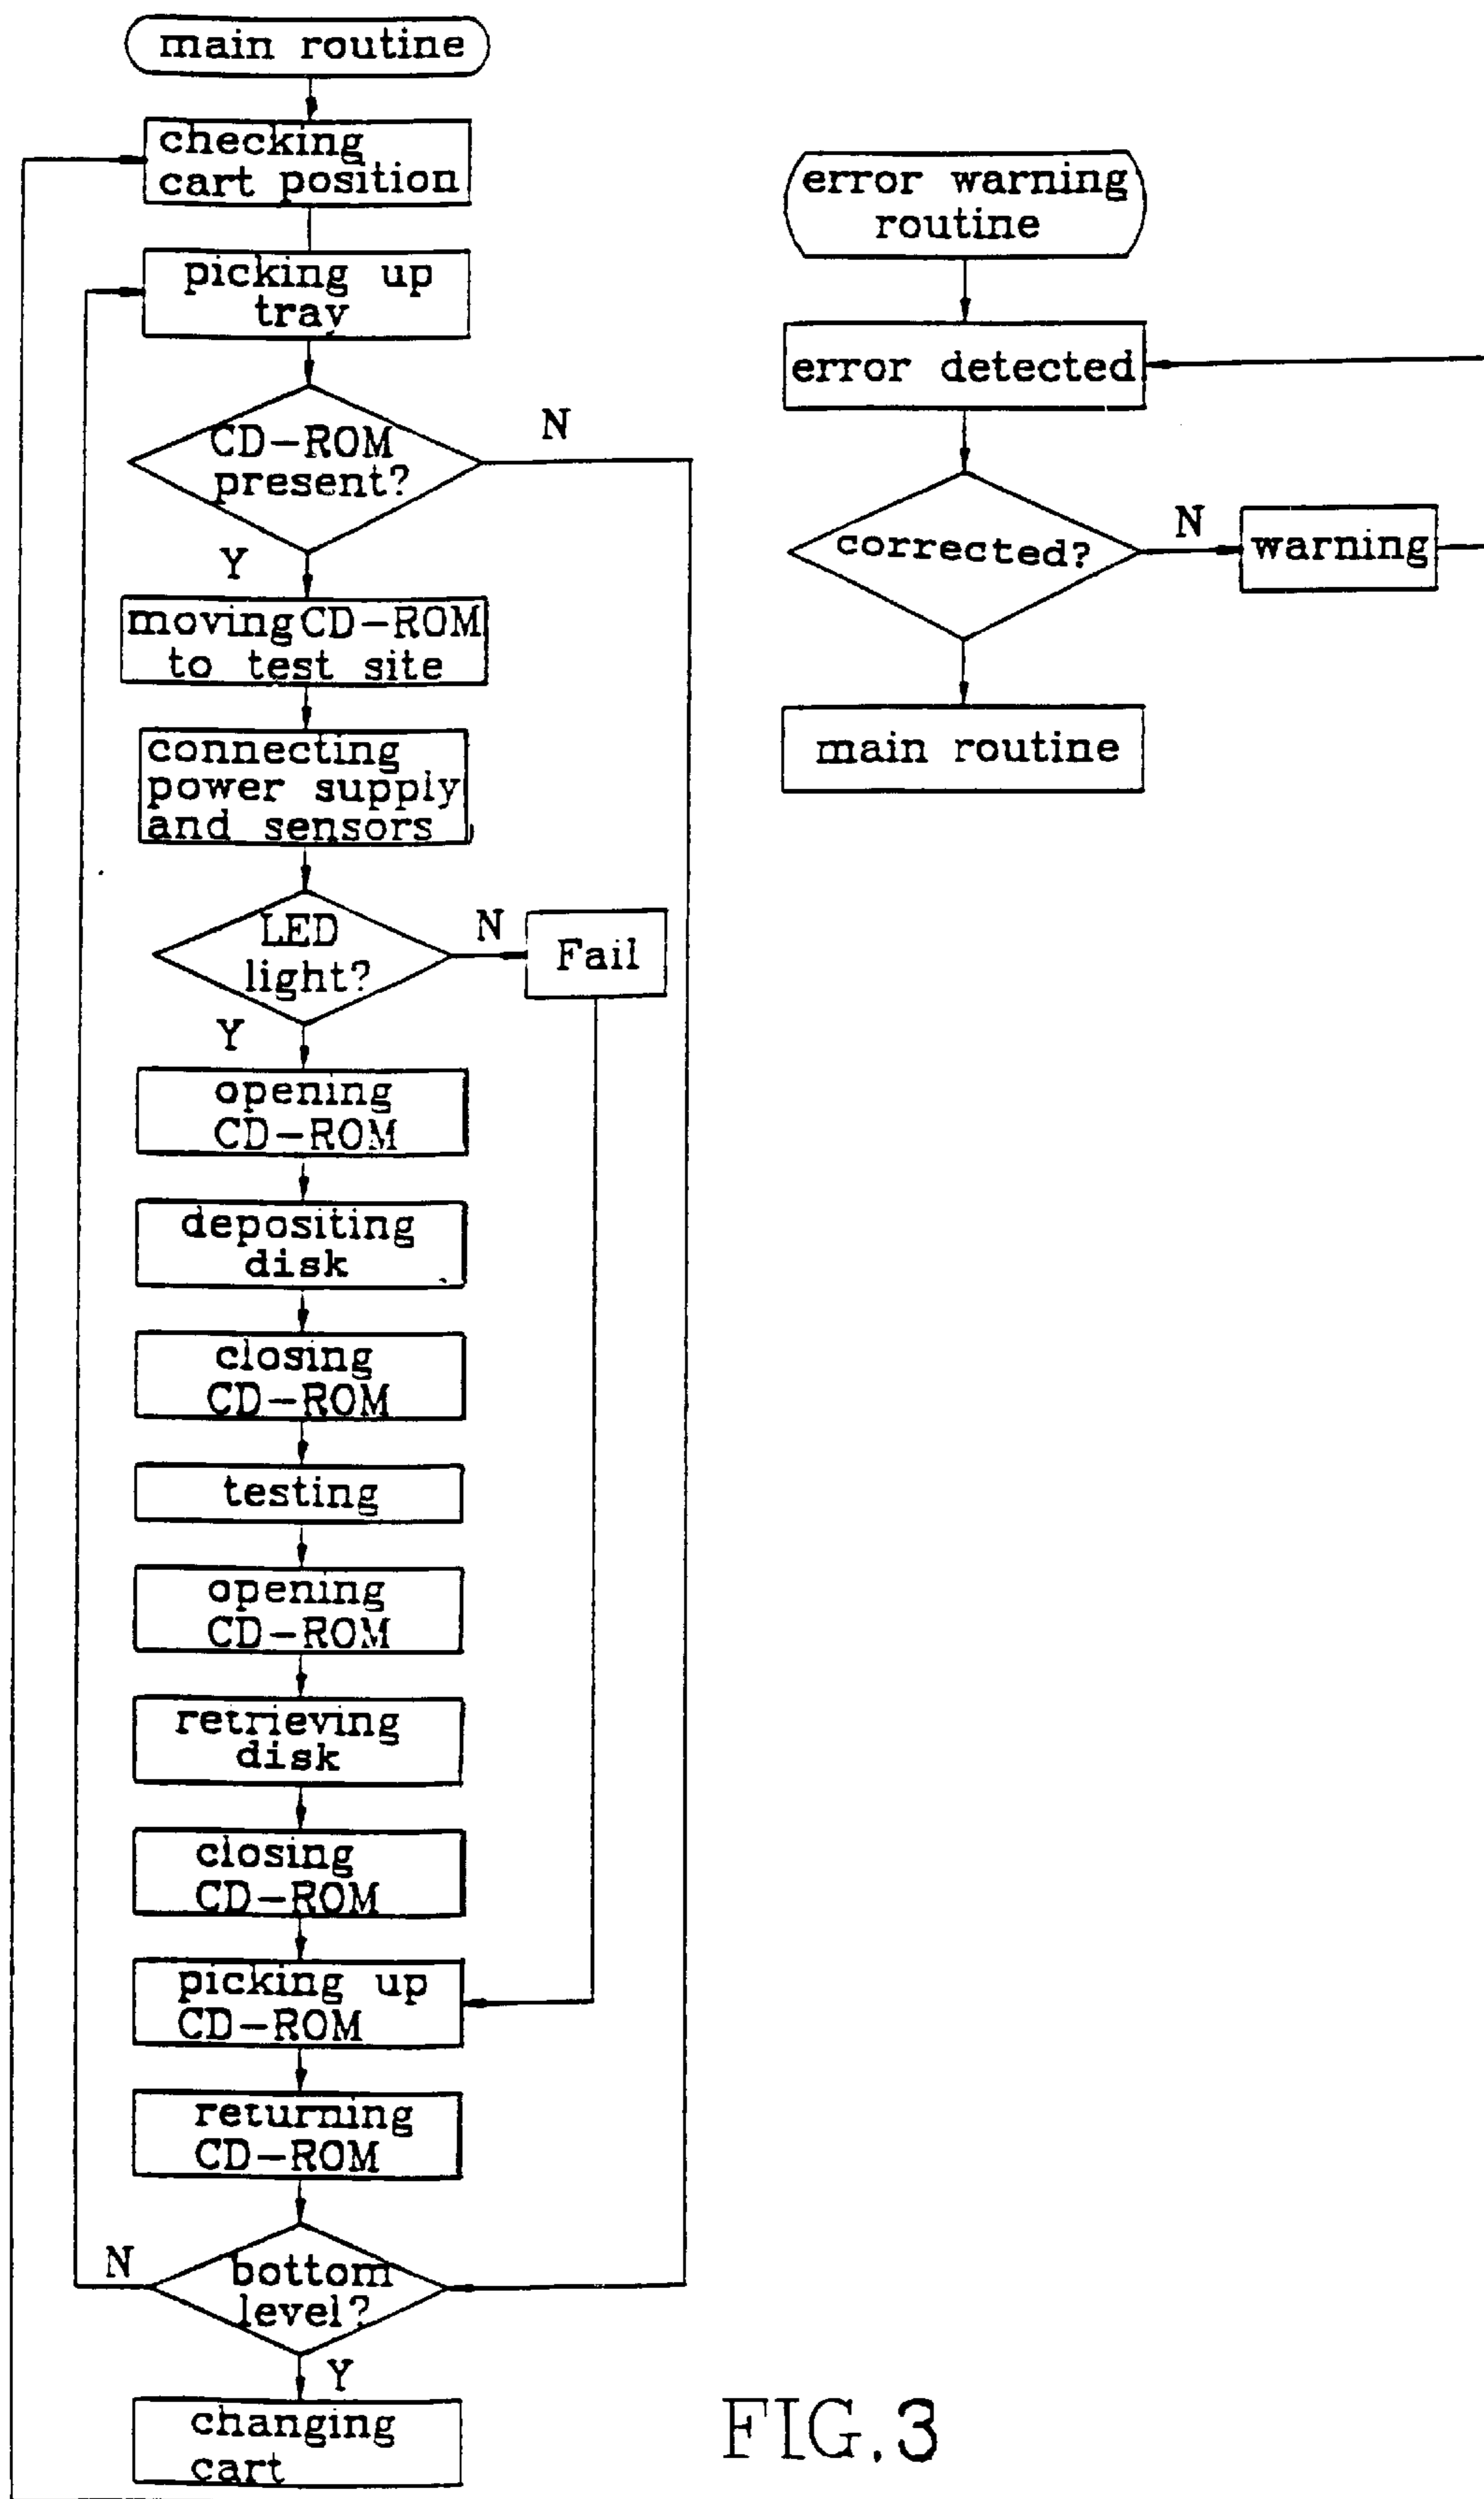 main routine
checking
cart position
picking up
tray
CD-ROM
present?
N
Y
moving CD-ROM
to test site
connecting
power supply
and sensors
LED
light?
N
Fail
Y
opening
CD-ROM
depositing
disk
closing
CD-ROM
testing
opening
CD-ROM
retrieving
disk
closing
CD-ROM
picking up
CD-ROM
returning
CD-ROM
bottom
level?
N
Y
changing
cart
error warning
routine
error detected
corrected?
N
warning
main routine
FIG.3